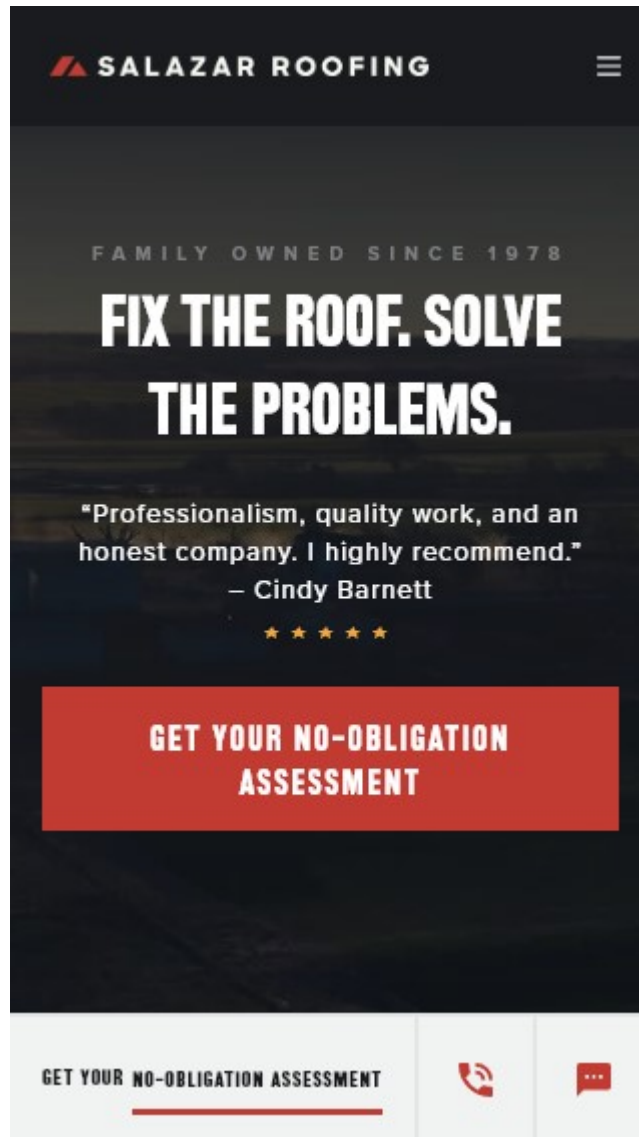 SALAZAR ROOFING
FAMILY OWNED SINCE 1978
FIX THE ROOF. SOLVE
THE PROBLEMS.
“Professionalism, quality work, and an
honest company. I highly recommend.”
– Cindy Barnett
GET YOUR NO-OBLIGATION
ASSESSMENT
GET YOUR NO-OBLIGATION ASSESSMENT